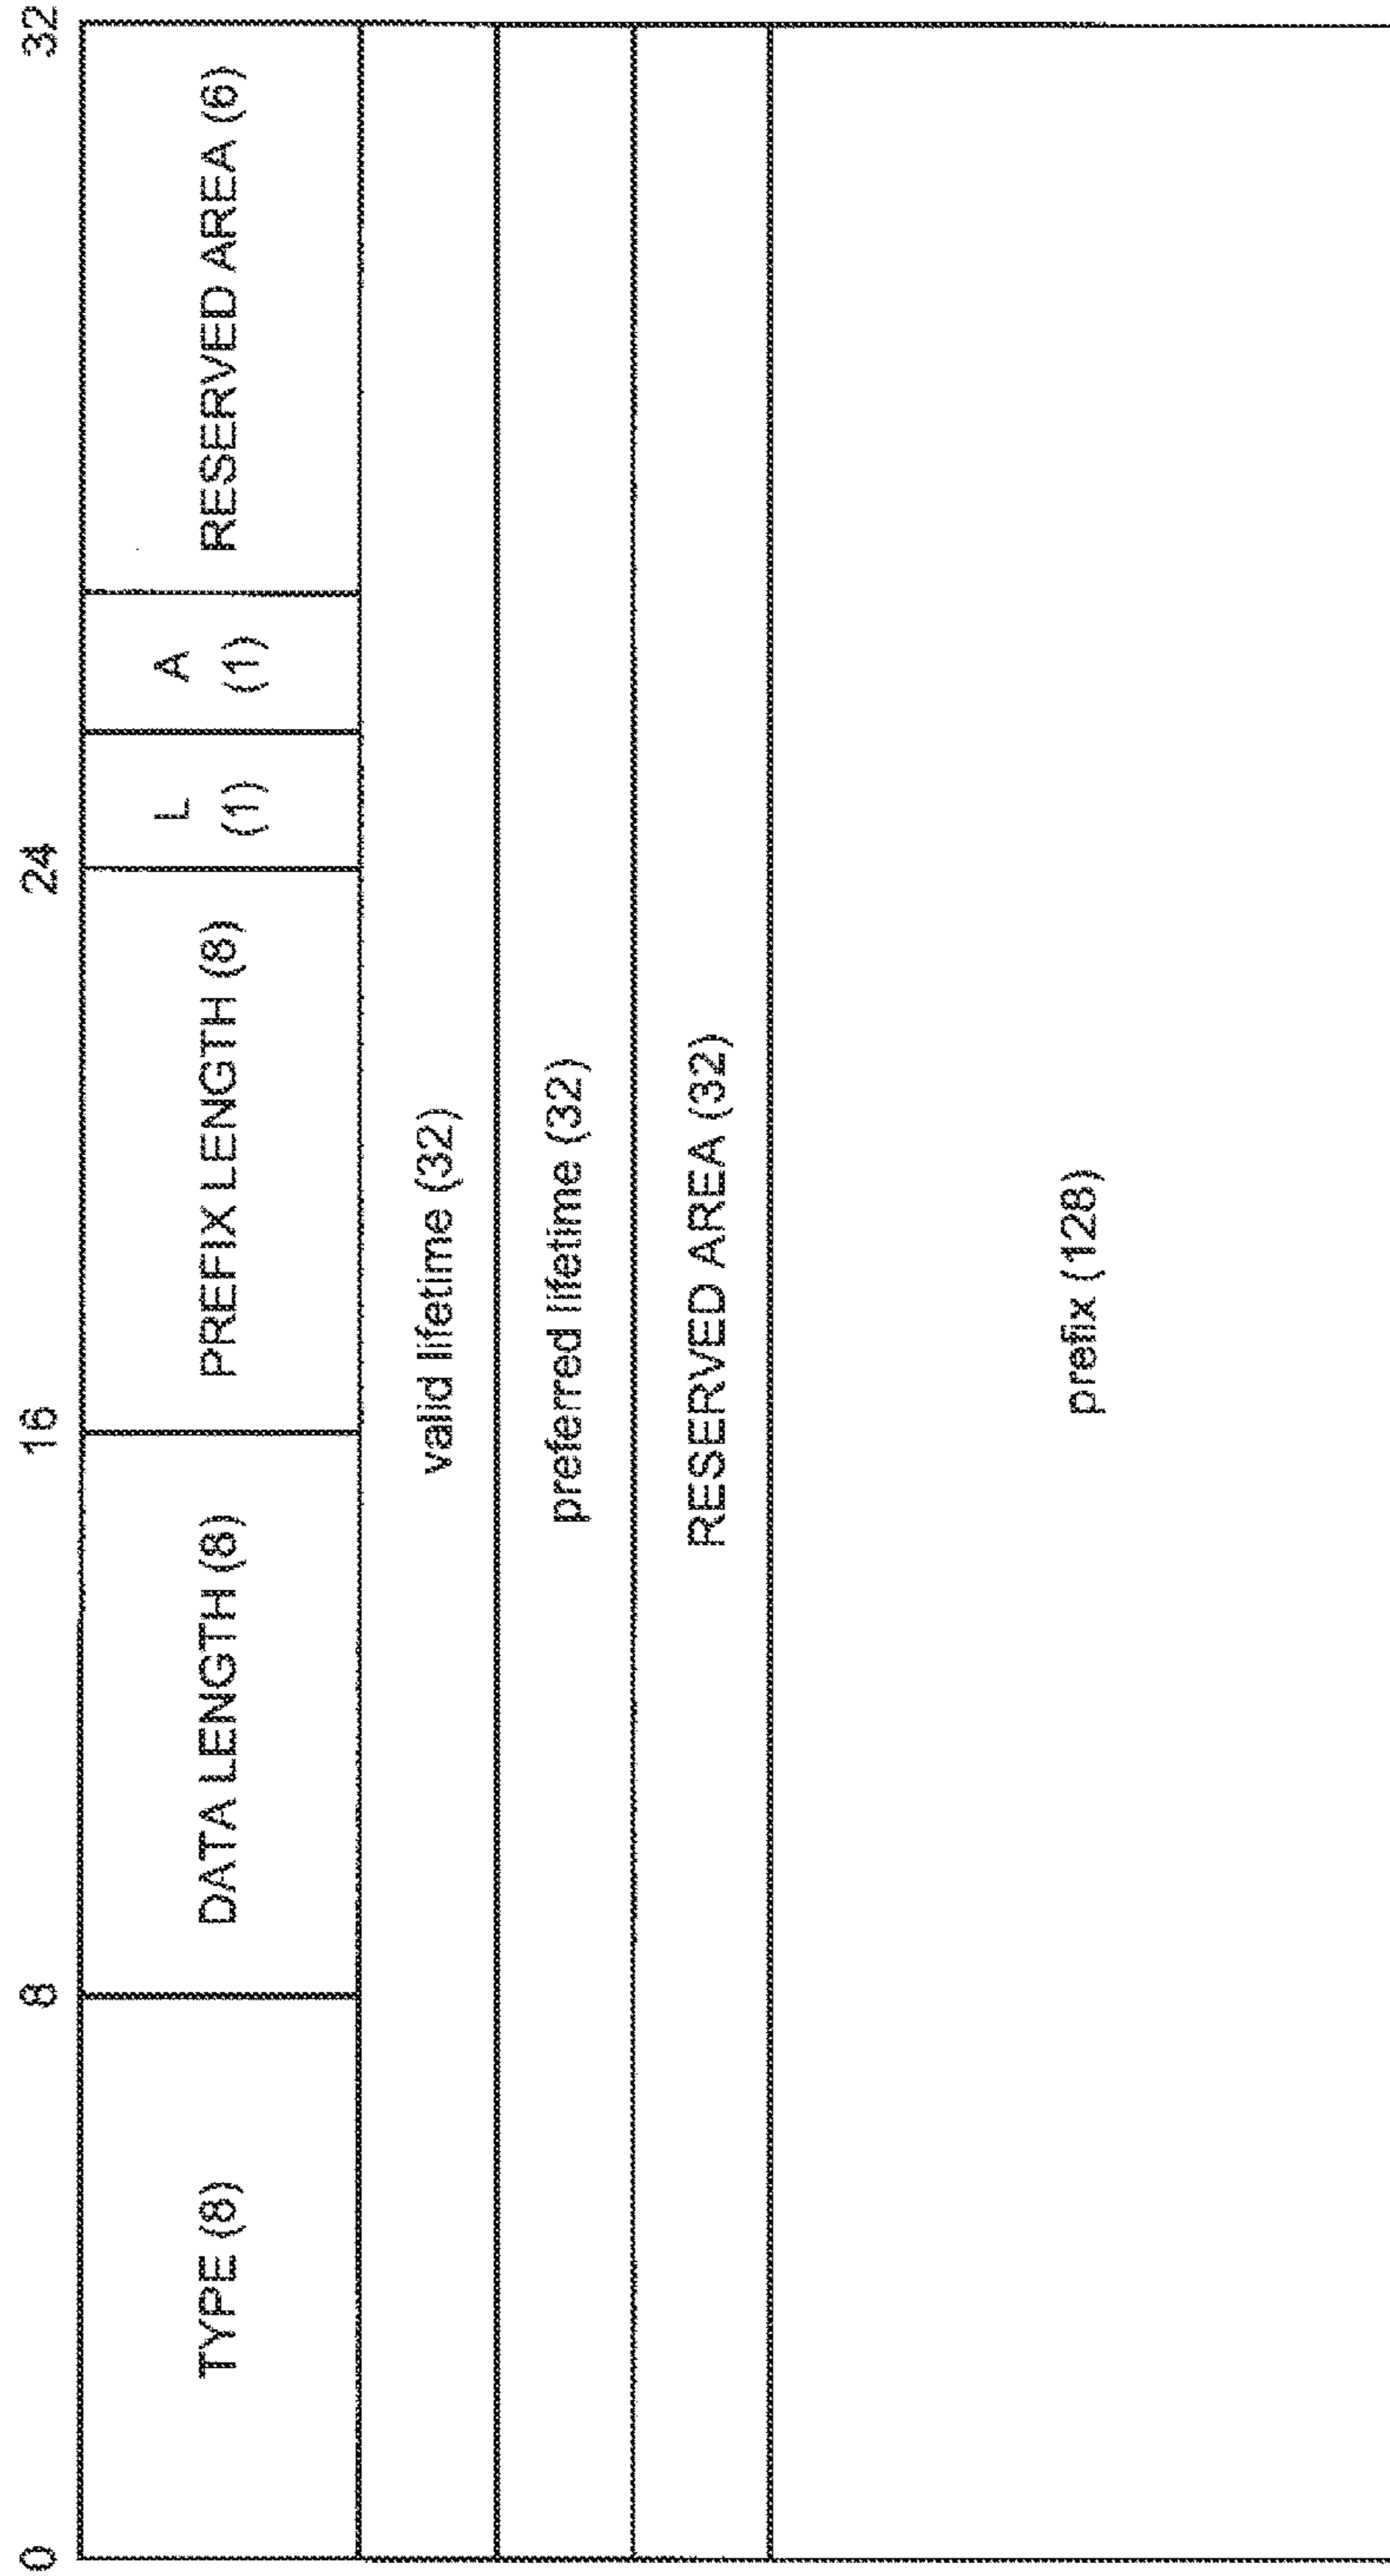 0 8 16 24 32
TYPE (8) DATA LENGTH (8) PREFIX LENGTH (8) L (1) A (1) RESERVED AREA (6)
valid lifetime (32)
preferred lifetime (32)
RESERVED AREA (32)
prefix (128)